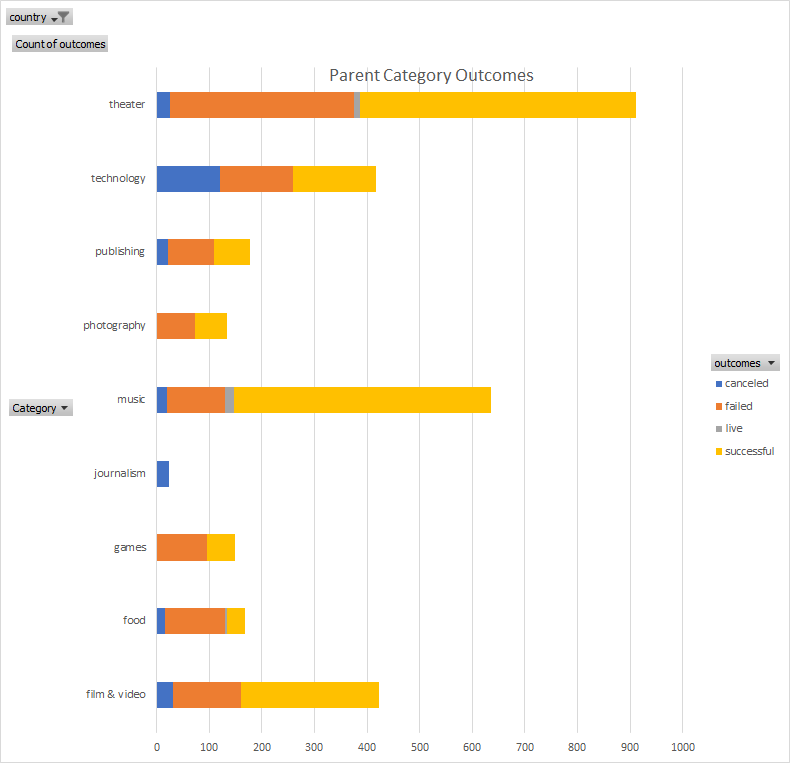 country
Count of outcomes
Parent Category Outcomes
theater
technology
publishing
photography
music
journalism
games
food
film & video
Category
0 100 200 300 400 500 600 700 800 900 1000
outcomes
canceled
failed
live
successful